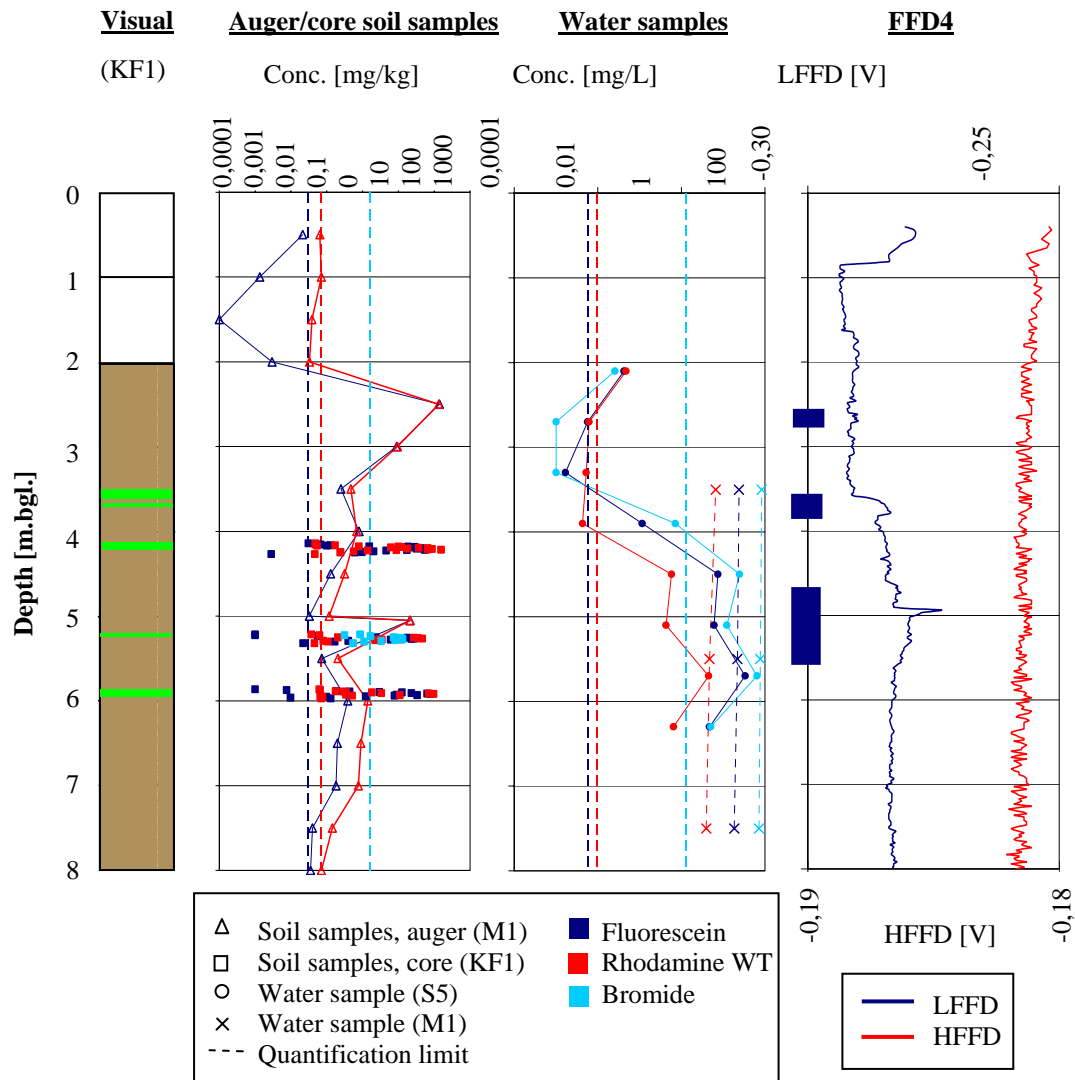 Visual Auger/core soil samples Water samples FFD4
(KF1) Conc. [mg/kg] Conc. [mg/L] LFFD [V]
0,0001 0,001 0,01 0,1 0 10 100 1000
0,0001 0,01 1 100
-0,30 -0,25
Depth [m.bgl.]
0
1
2
3
4
5
6
7
8
-0,19 -0,18
HFFD [V]
Soil samples, auger (M1)
Soil samples, core (KF1)
Water sample (S5)
Water sample (M1)
Quantification limit
Fluorescein
Rhodamine WT
Bromide
LFFD
HFFD